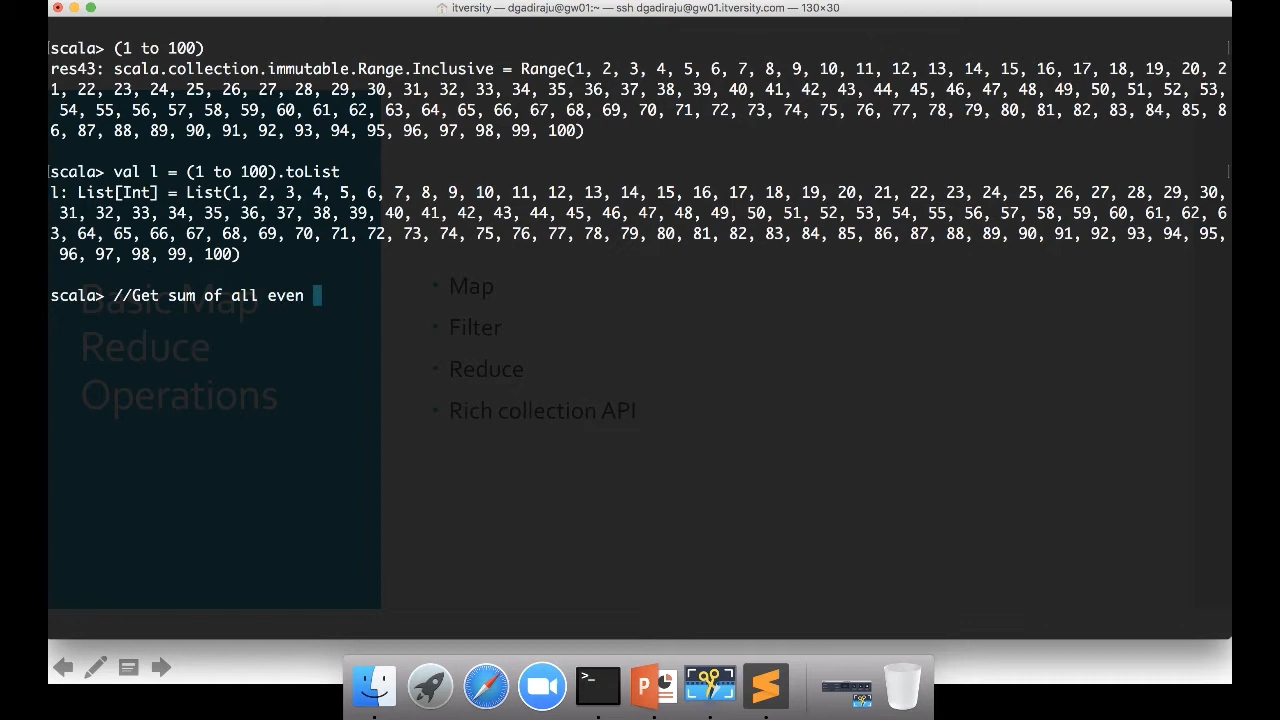 itversity — dgadiraju@gw01:~ — ssh dgadiraju@gw01.itversity.com — 130×30
[scala> (1 to 100)
res43: scala.collection.immutable.Range.Inclusive = Range(1, 2, 3, 4, 5, 6, 7, 8, 9, 10, 11, 12, 13, 14, 15, 16, 17, 18, 19, 20, 2
1, 22, 23, 24, 25, 26, 27, 28, 29, 30, 31, 32, 33, 34, 35, 36, 37, 38, 39, 40, 41, 42, 43, 44, 45, 46, 47, 48, 49, 50, 51, 52, 53,
54, 55, 56, 57, 58, 59, 60, 61, 62, 63, 64, 65, 66, 67, 68, 69, 70, 71, 72, 73, 74, 75, 76, 77, 78, 79, 80, 81, 82, 83, 84, 85, 8
6, 87, 88, 89, 90, 91, 92, 93, 94, 95, 96, 97, 98, 99, 100)
[scala> val l = (1 to 100).toList
l: List[Int] = List(1, 2, 3, 4, 5, 6, 7, 8, 9, 10, 11, 12, 13, 14, 15, 16, 17, 18, 19, 20, 21, 22, 23, 24, 25, 26, 27, 28, 29, 30,
31, 32, 33, 34, 35, 36, 37, 38, 39, 40, 41, 42, 43, 44, 45, 46, 47, 48, 49, 50, 51, 52, 53, 54, 55, 56, 57, 58, 59, 60, 61, 62, 6
3, 64, 65, 66, 67, 68, 69, 70, 71, 72, 73, 74, 75, 76, 77, 78, 79, 80, 81, 82, 83, 84, 85, 86, 87, 88, 89, 90, 91, 92, 93, 94, 95,
96, 97, 98, 99, 100)
scala> //Get sum of all even
Basic Map
Reduce
Operations
• Map
• Filter
• Reduce
• Rich collection API